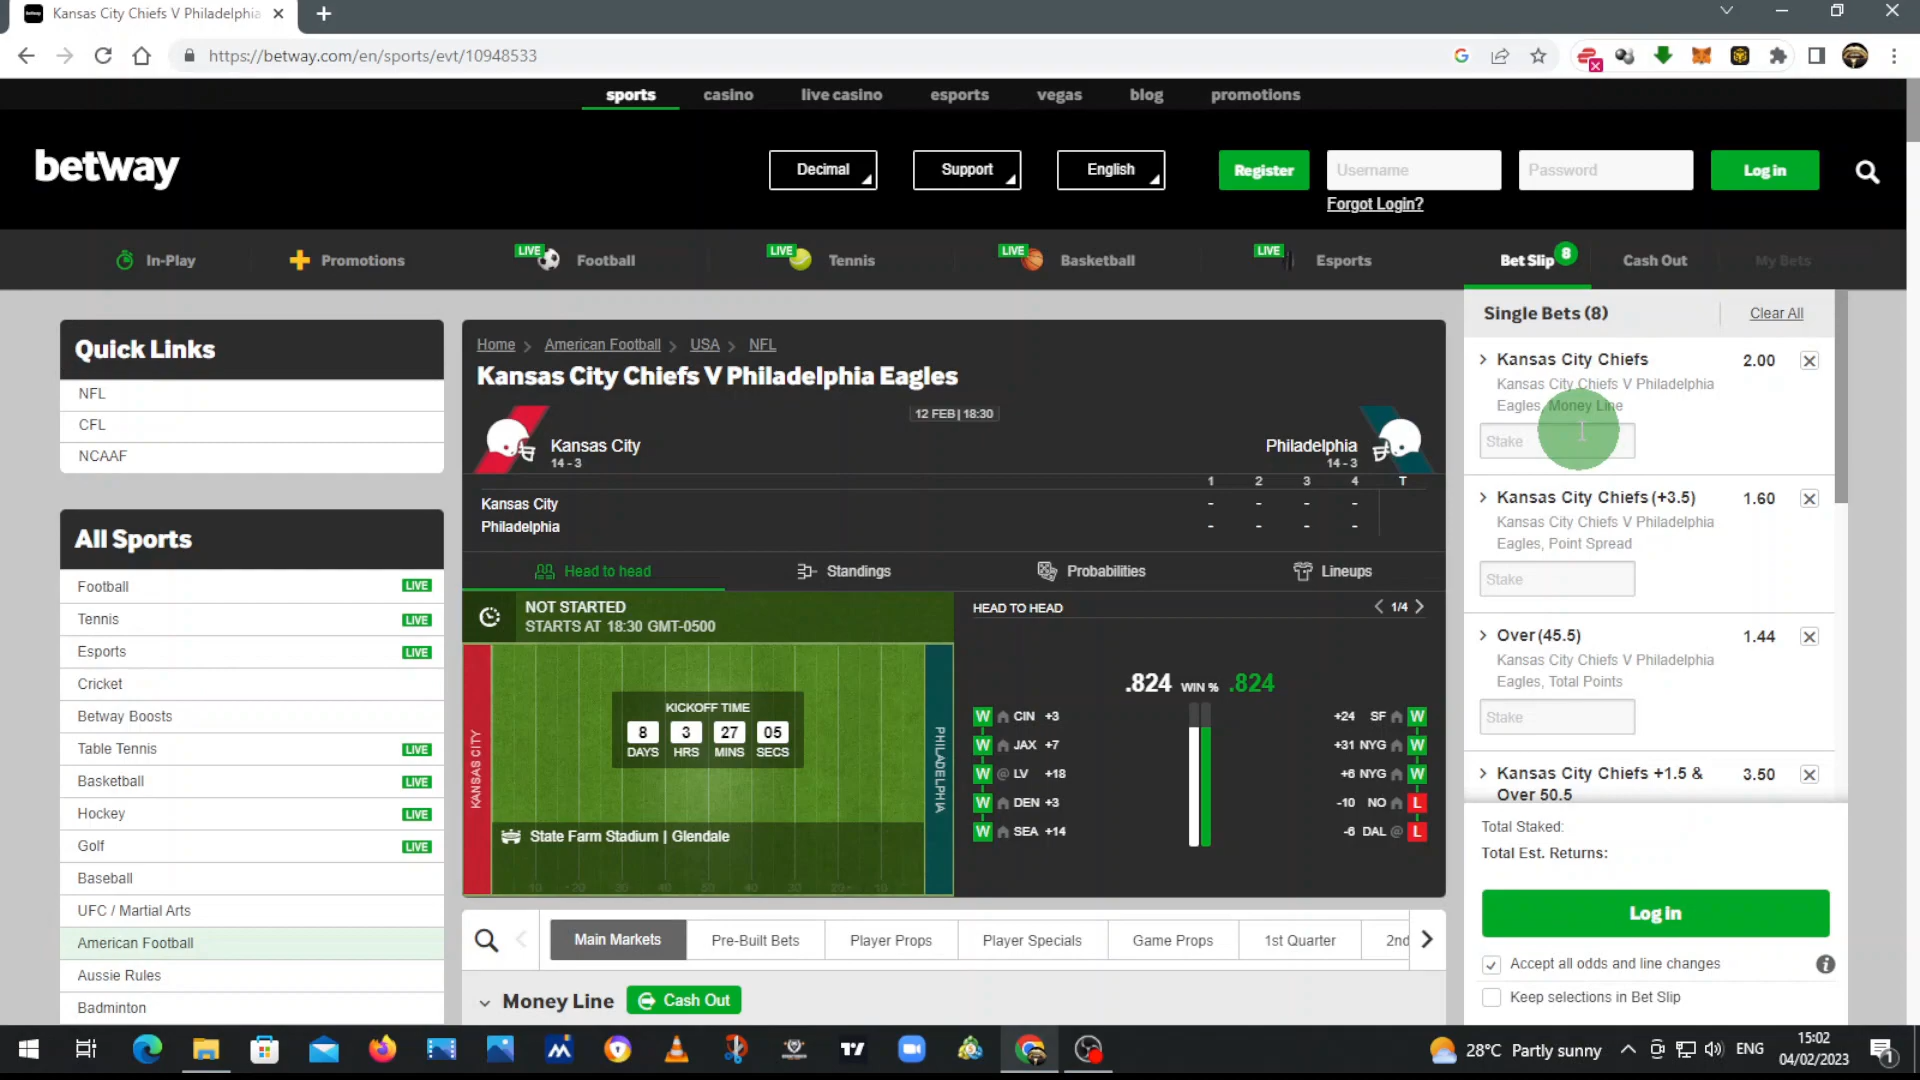 Kansas City Chiefs V Philadelphia
https://betway.com/en/sports/evt/10948533
sports casino live casino esports vegas blog promotions
betway
Decimal Support English Register Username Password Log in
Forgot Login?
In-Play Promotions LIVE Football LIVE Tennis LIVE Basketball LIVE Esports Bet Slip 8 Cash Out My Bets
Quick Links
NFL
CFL
NCAAF
All Sports
Football LIVE
Tennis LIVE
Esports LIVE
Cricket
Betway Boosts
Table Tennis LIVE
Basketball LIVE
Hockey LIVE
Golf LIVE
Baseball
UFC / Martial Arts
American Football
Aussie Rules
Badminton
Home > American Football > USA > NFL
Kansas City Chiefs V Philadelphia Eagles
12 FEB | 18:30
Kansas City
14 - 3
Philadelphia
14 - 3
1 2 3 4 T
Kansas City - - - -
Philadelphia - - - -
Head to head Standings Probabilities Lineups
NOT STARTED
STARTS AT 18:30 GMT-0500
KANSAS CITY
PHILADELPHIA
KICKOFF TIME
8 3 27 05
DAYS HRS MINS SECS
State Farm Stadium | Glendale
10 20 30 40 50 40 30 20 10
HEAD TO HEAD 1/4
.824 WIN % .824
W CIN +3 +24 SF W
W JAX +7 +31 NYG W
W @ LV +18 +6 NYG W
W DEN +3 -10 NO L
W SEA +14 -6 DAL @ L
Main Markets Pre-Built Bets Player Props Player Specials Game Props 1st Quarter 2nd
Money Line Cash Out
Single Bets (8) Clear All
Kansas City Chiefs 2.00
Kansas City Chiefs V Philadelphia
Eagles, Money Line
Stake
Kansas City Chiefs (+3.5) 1.60
Kansas City Chiefs V Philadelphia
Eagles, Point Spread
Stake
Over (45.5) 1.44
Kansas City Chiefs V Philadelphia
Eagles, Total Points
Stake
Kansas City Chiefs +1.5 & 3.50
Over 50.5
Total Staked:
Total Est. Returns:
Log in
Accept all odds and line changes
Keep selections in Bet Slip
28°C Partly sunny ENG 15:02
04/02/2023 1